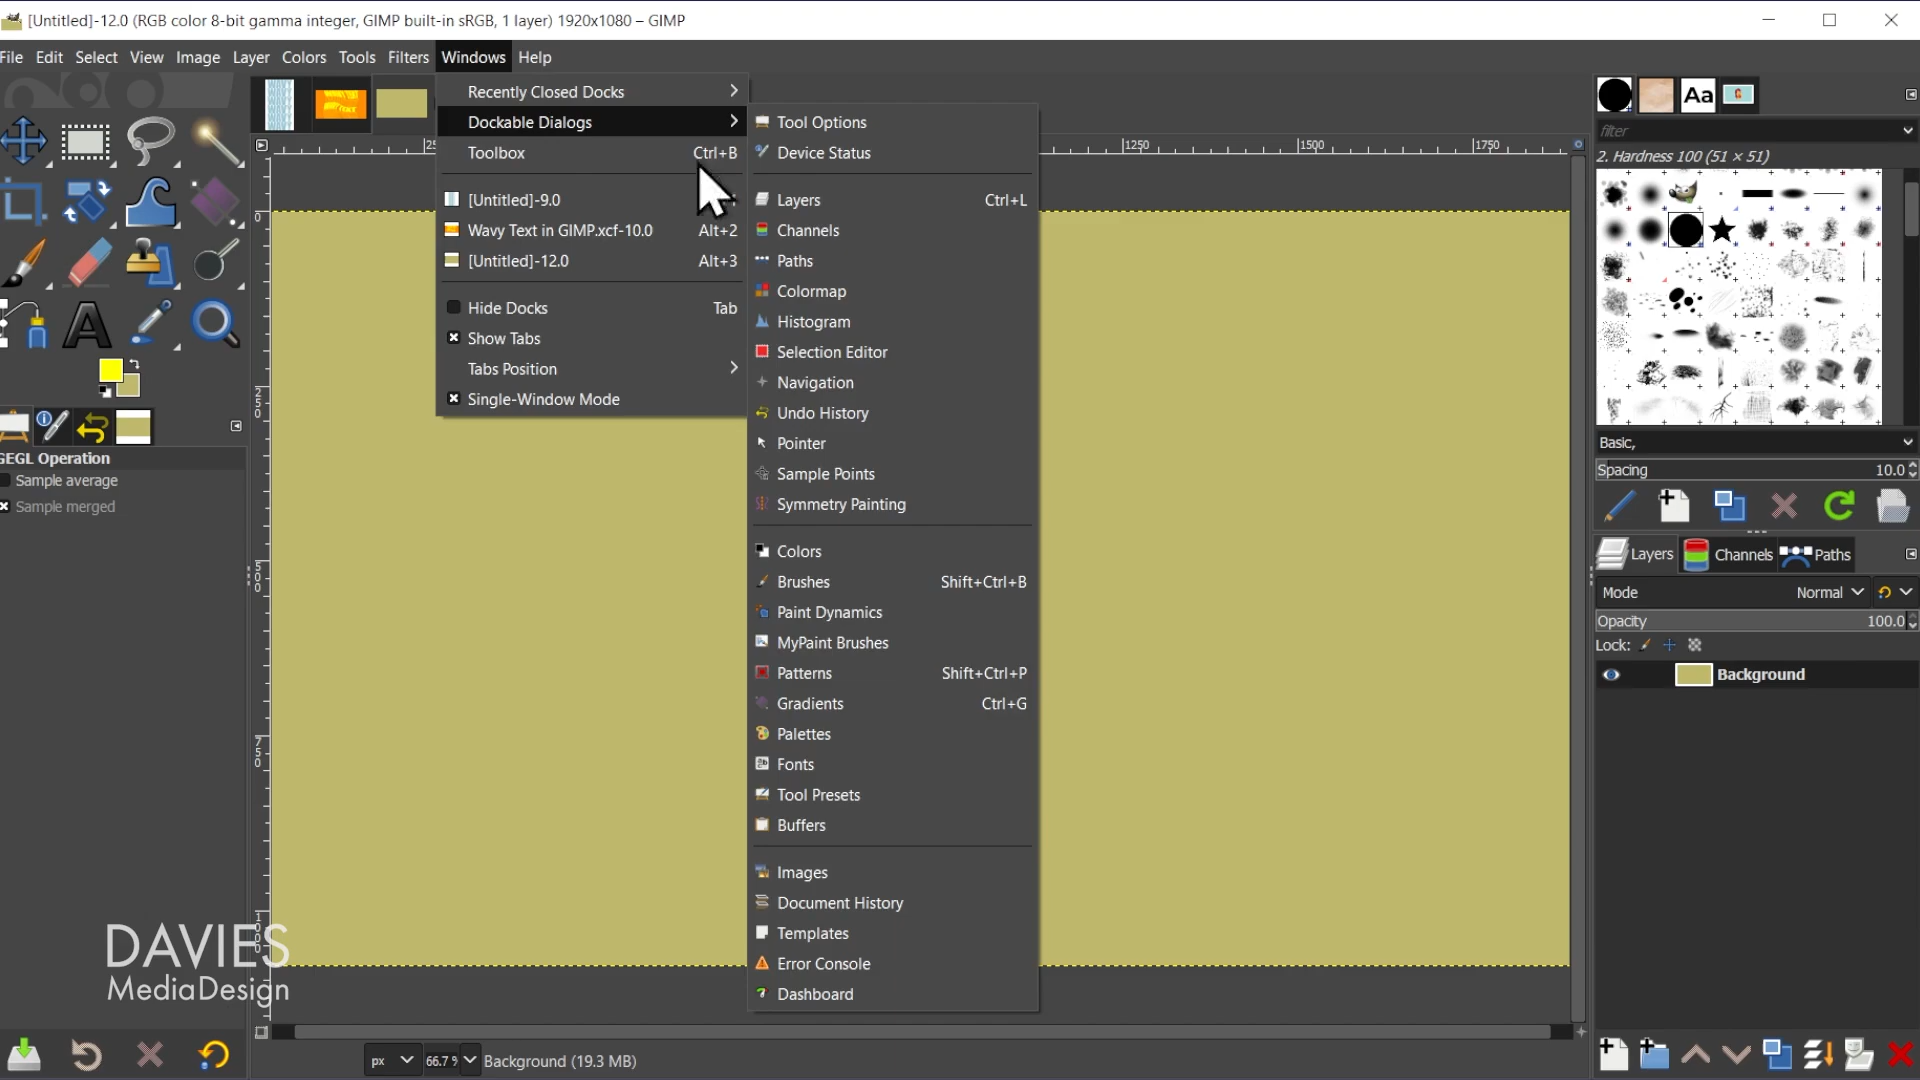 [Untitled]-12.0 (RGB color 8-bit gamma integer, GIMP built-in sRGB, 1 layer) 1920x1080 – GIMP
File Edit Select View Image Layer Colors Tools Filters Windows Help
Recently Closed Docks
Dockable Dialogs
Toolbox Ctrl+B
[Untitled]-9.0
Wavy Text in GIMP.xcf-10.0 Alt+2
[Untitled]-12.0 Alt+3
Hide Docks Tab
Show Tabs
Tabs Position
Single-Window Mode
Tool Options
Device Status
Layers Ctrl+L
Channels
Paths
Colormap
Histogram
Selection Editor
Navigation
Undo History
Pointer
Sample Points
Symmetry Painting
Colors
Brushes Shift+Ctrl+B
Paint Dynamics
MyPaint Brushes
Patterns Shift+Ctrl+P
Gradients Ctrl+G
Palettes
Fonts
Tool Presets
Buffers
Images
Document History
Templates
Error Console
Dashboard
GEGL Operation
Sample average
Sample merged
1250 1500 1750
0
250
500
750
DAVIES
MediaDesign
px 66.7 % Background (19.3 MB)
Aa
filter
2. Hardness 100 (51 × 51)
Basic,
Spacing 10.0
Layers Channels Paths
Mode Normal
Opacity 100.0
Lock:
Background